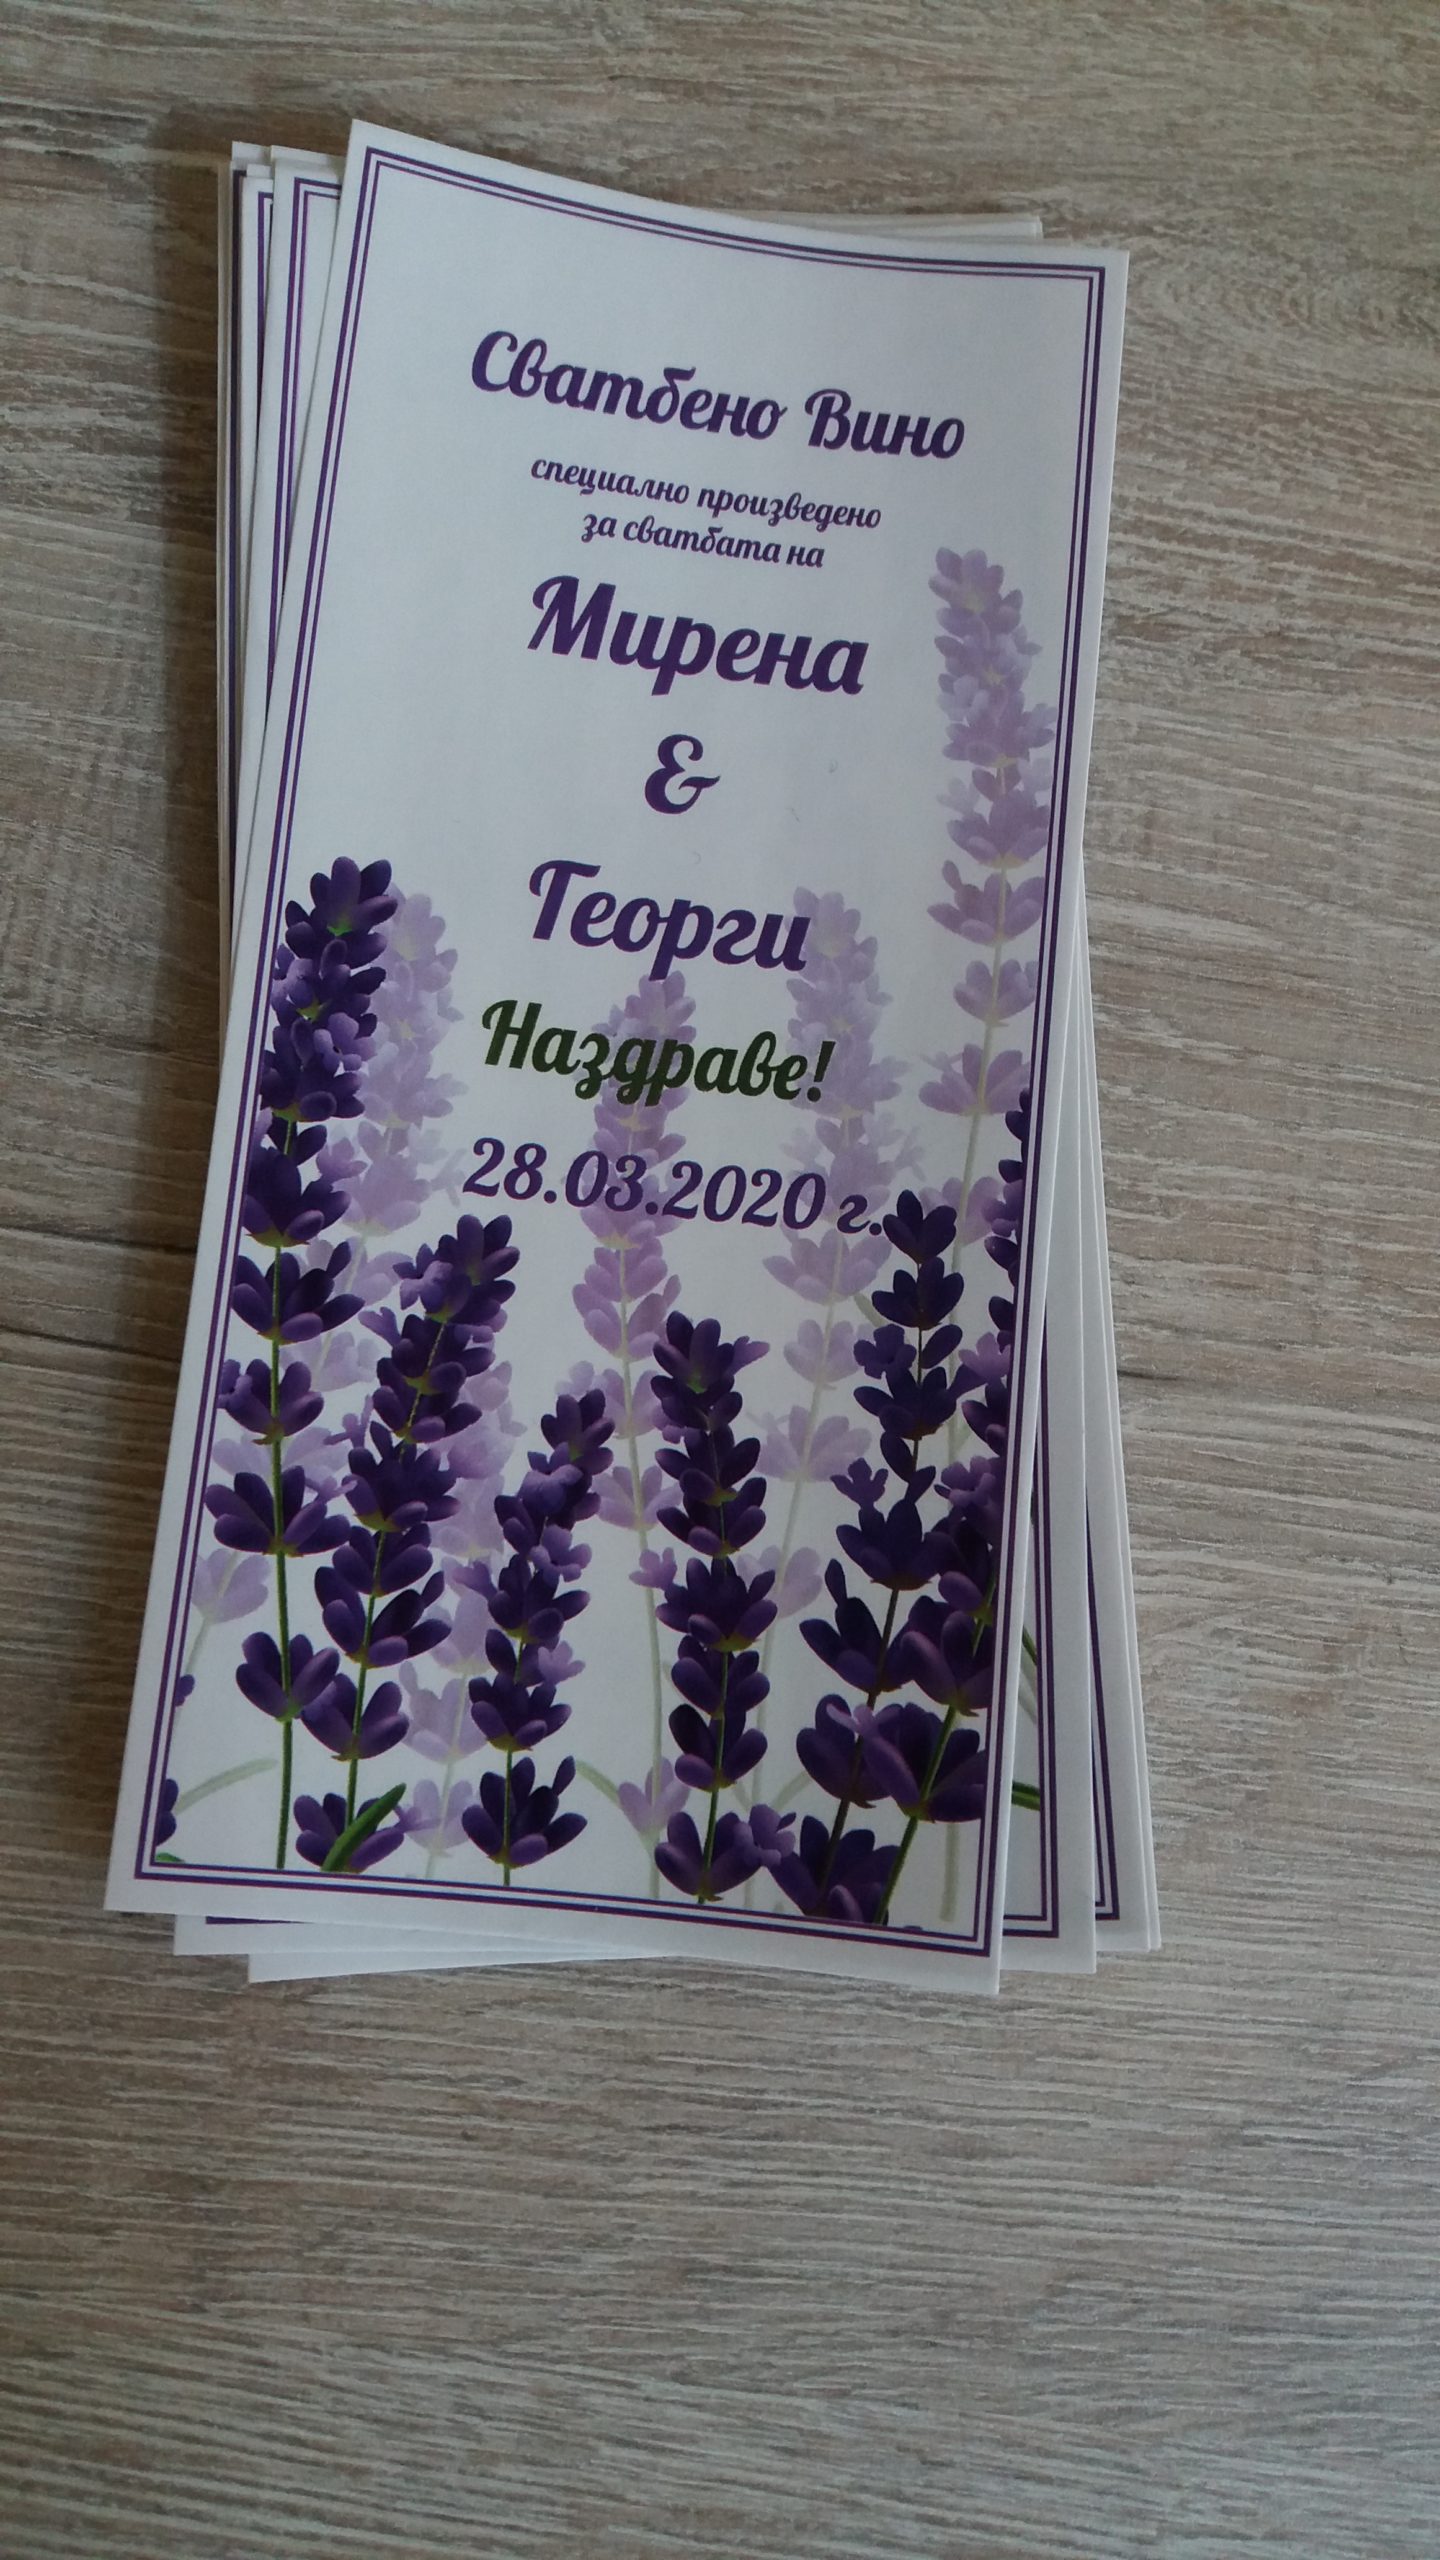 Сватбено Вино
специално произведено
за сватбата на
Мирена
&
Георги
Наздраве!
28.03.2020 г.